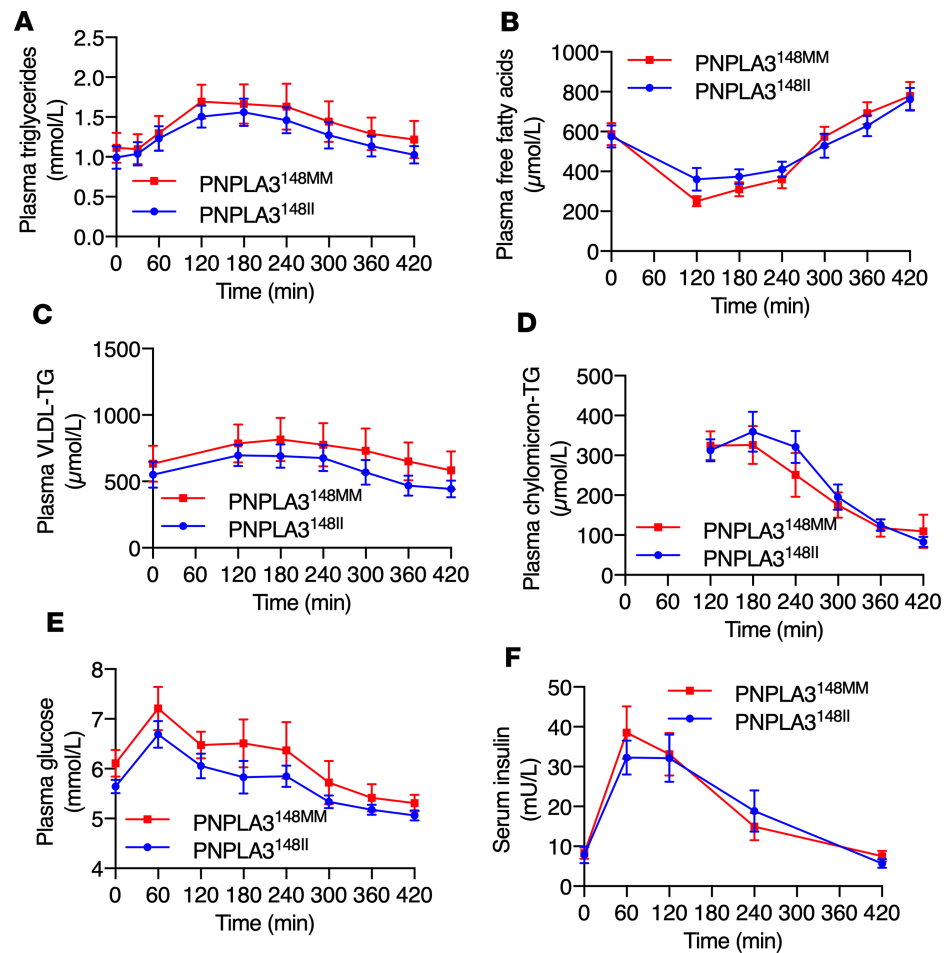 A
Plasma triglycerides
(mmol/L)
2.5
2.0
1.5
1.0
0.5
0.0
PNPLA3148MM
PNPLA3148II
0 60 120 180 240 300 360 420
Time (min)
B
Plasma free fatty acids
(µmol/L)
1000
800
600
400
200
0
PNPLA3148MM
PNPLA3148II
0 60 120 180 240 300 360 420
Time (min)
C
Plasma VLDL-TG
(µmol/L)
1500
1000
500
0
PNPLA3148MM
PNPLA3148II
0 60 120 180 240 300 360 420
Time (min)
D
Plasma chylomicron-TG
(µmol/L)
500
400
300
200
100
0
PNPLA3148MM
PNPLA3148II
0 60 120 180 240 300 360 420
Time (min)
E
Plasma glucose
(mmol/L)
8
7
6
5
4
PNPLA3148MM
PNPLA3148II
0 60 120 180 240 300 360 420
Time (min)
F
Serum insulin
(mU/L)
50
40
30
20
10
0
PNPLA3148MM
PNPLA3148II
0 60 120 180 240 300 360 420
Time (min)